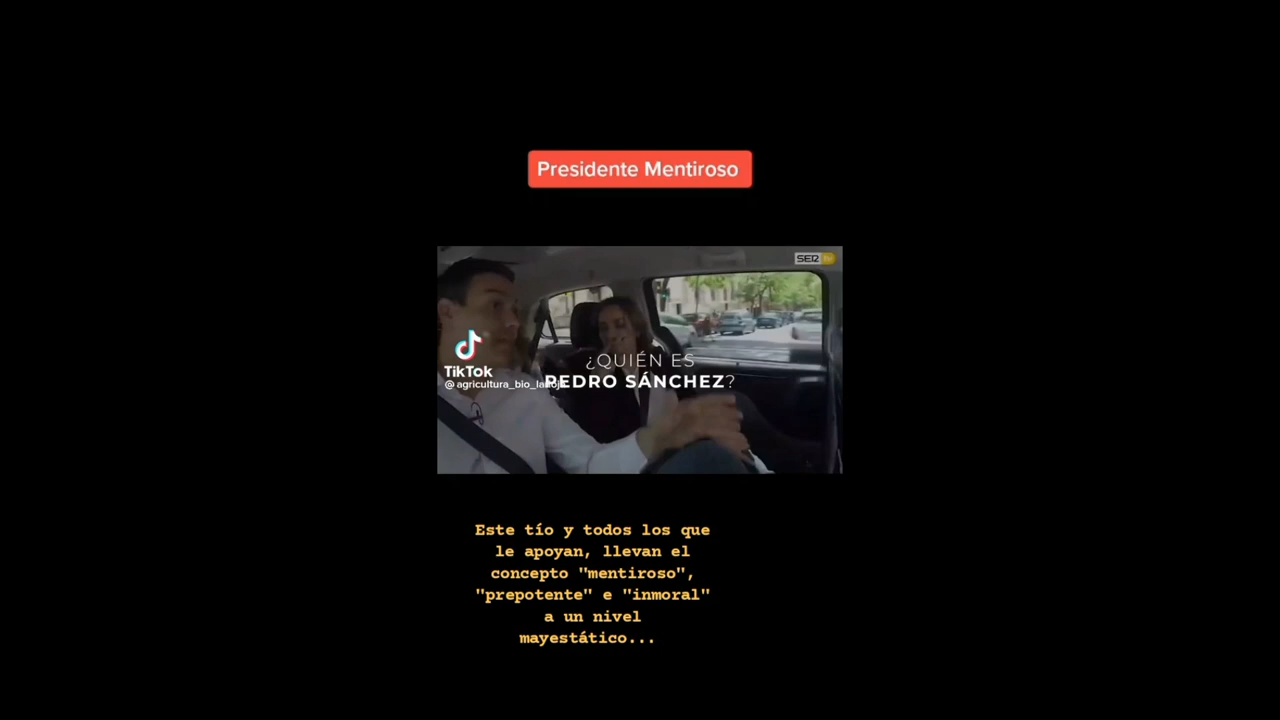 Presidente Mentiroso
SER
¿QUIÉN ES
TikTok
PEDRO SÁNCHEZ?
Este tío y todos los que
le apoyan, llevan el
concepto "mentiroso",
"prepotente" e "inmoral"
a un nivel
mayestático...